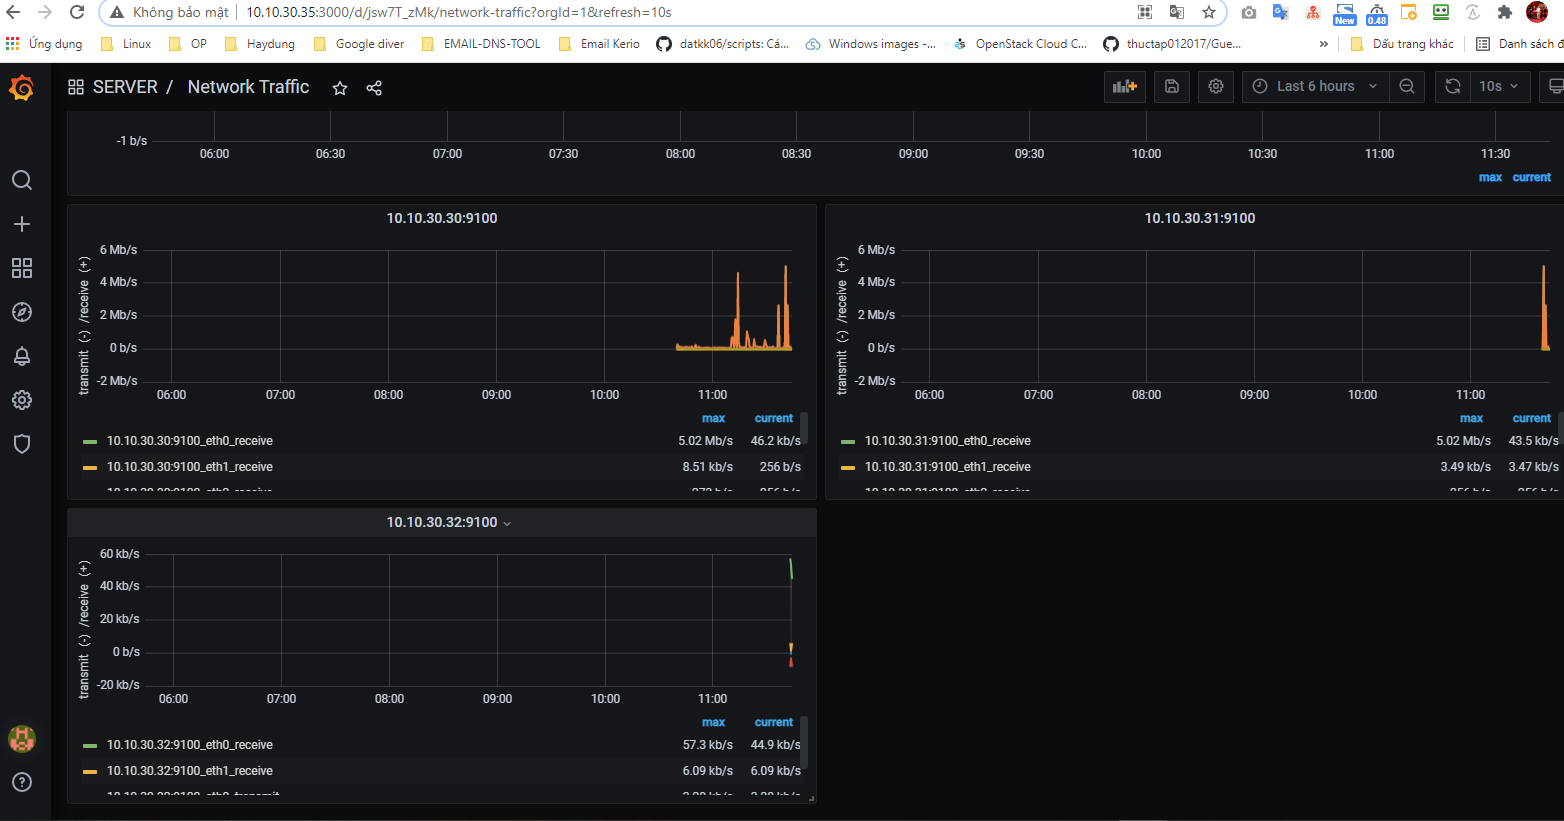 Không bảo mật 10.10.30.35:3000/d/jsw7T_zMk/network-traffic?orgId=1&refresh=10s
New 0.48
Ứng dụng Linux OP Haydung Google diver EMAIL-DNS-TOOL Email Kerio datkk06/scripts: Cá... Windows images -... OpenStack Cloud C... thuctap012017/Gue... » Dấu trang khác Danh sách đ
SERVER / Network Traffic Last 6 hours 10s
-1 b/s
06:00 06:30 07:00 07:30 08:00 08:30 09:00 09:30 10:00 10:30 11:00 11:30
max current
10.10.30.30:9100
transmit (-) /receive (+)
6 Mb/s
4 Mb/s
2 Mb/s
0 b/s
-2 Mb/s
06:00 07:00 08:00 09:00 10:00 11:00
max current
10.10.30.30:9100_eth0_receive 5.02 Mb/s 46.2 kb/s
10.10.30.30:9100_eth1_receive 8.51 kb/s 256 b/s
10.10.30.31:9100
transmit (-) /receive (+)
6 Mb/s
4 Mb/s
2 Mb/s
0 b/s
-2 Mb/s
06:00 07:00 08:00 09:00 10:00 11:00
max current
10.10.30.31:9100_eth0_receive 5.02 Mb/s 43.5 kb/s
10.10.30.31:9100_eth1_receive 3.49 kb/s 3.47 kb/s
10.10.30.32:9100
transmit (-) /receive (+)
60 kb/s
40 kb/s
20 kb/s
0 b/s
-20 kb/s
06:00 07:00 08:00 09:00 10:00 11:00
max current
10.10.30.32:9100_eth0_receive 57.3 kb/s 44.9 kb/s
10.10.30.32:9100_eth1_receive 6.09 kb/s 6.09 kb/s